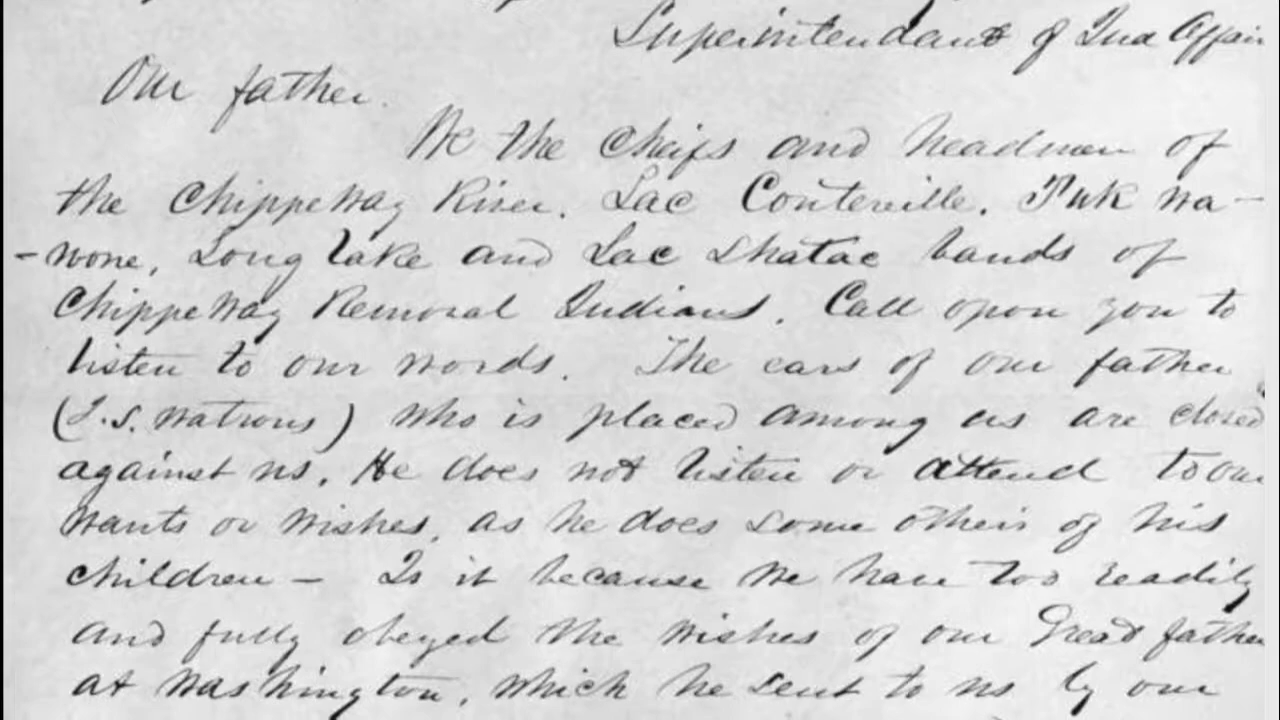 Superintendant of Ind Affair
Our father.
We the Cheifs and headmen of
the Chippeway River. Lac Conterville. Puk wa-
-wone, Long lake and Lac Shatac bands of
Chippeway Removal Indians. Call upon you to
listen to our words. The ears of our father
(J.S. Watrous) who is placed among us are closed
against us. He does not listen or attend to our
wants or wishes, as he does some others of his
children - Is it because we have too readily
and fully obeyed the wishes of our Great father
at Washington, which he sent to us by our